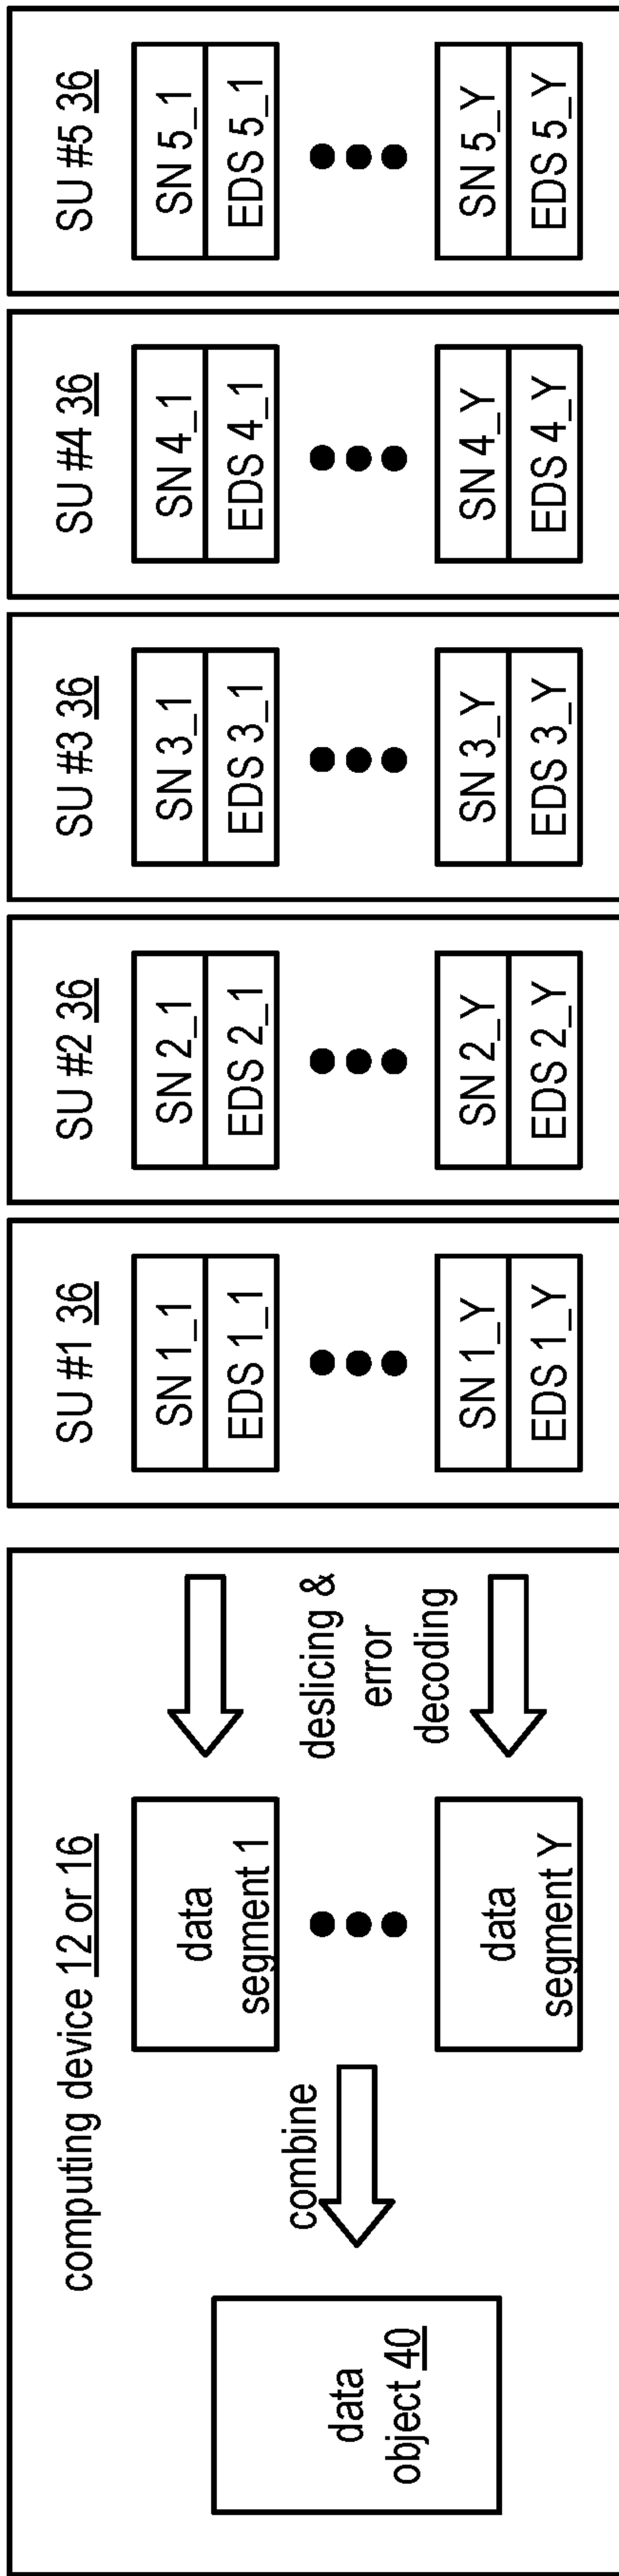 computing device 12 or 16
data
object 40
combine
data
segment 1
data
segment Y
deslicing &
error
decoding
SU #1 36
SN 1_1
EDS 1_1
SN 1_Y
EDS 1_Y
SU #2 36
SN 2_1
EDS 2_1
SN 2_Y
EDS 2_Y
SU #3 36
SN 3_1
EDS 3_1
SN 3_Y
EDS 3_Y
SU #4 36
SN 4_1
EDS 4_1
SN 4_Y
EDS 4_Y
SU #5 36
SN 5_1
EDS 5_1
SN 5_Y
EDS 5_Y